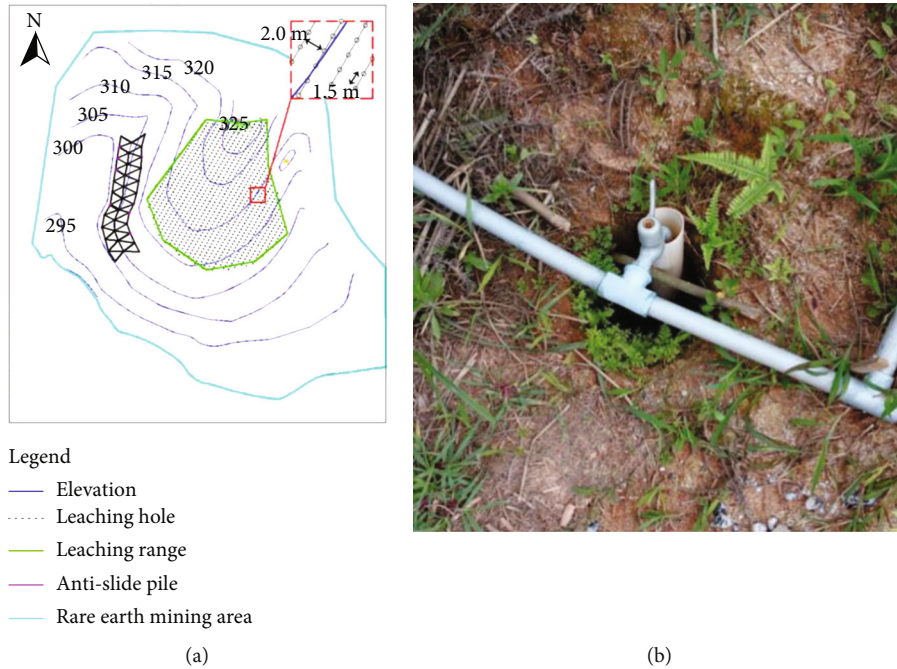 N
2.0 m
1.5 m
320
315
310
305
300
325
295
Legend
Elevation
Leaching hole
Leaching range
Anti-slide pile
Rare earth mining area
(a)
(b)